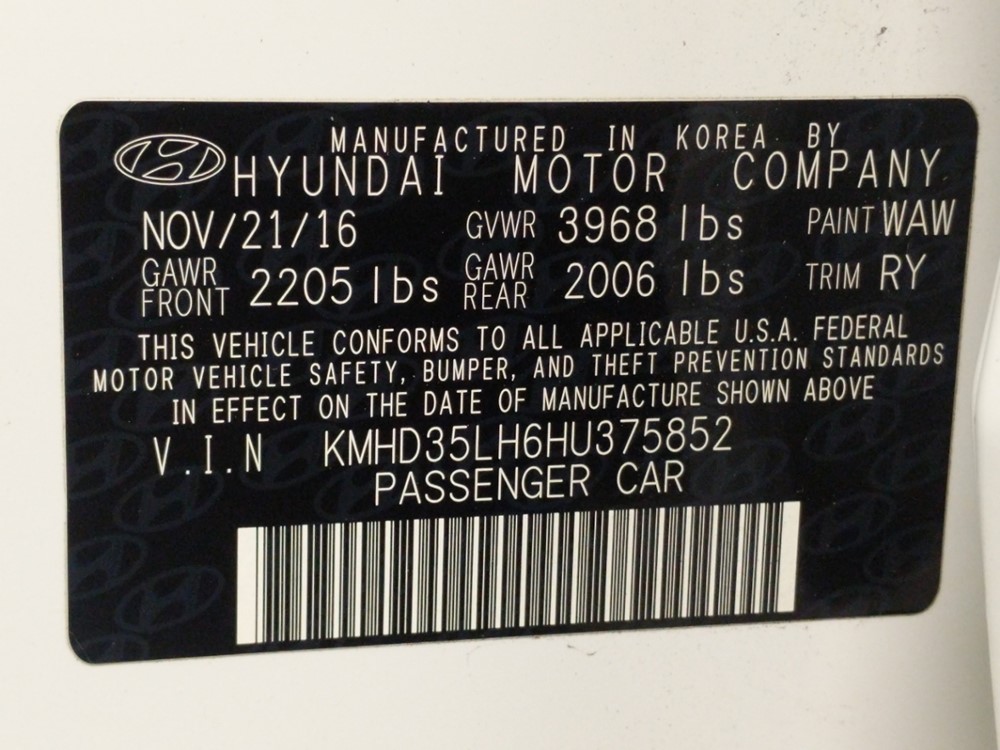 MANUFACTURED IN KOREA BY
HYUNDAI MOTOR COMPANY
NOV/21/16 GVWR 3968 lbs PAINT WAW
GAWR FRONT 2205 lbs GAWR REAR 2006 lbs TRIM RY
THIS VEHICLE CONFORMS TO ALL APPLICABLE U.S.A. FEDERAL
MOTOR VEHICLE SAFETY, BUMPER, AND THEFT PREVENTION STANDARDS
IN EFFECT ON THE DATE OF MANUFACTURE SHOWN ABOVE
V.I.N KMHD35LH6HU375852
PASSENGER CAR